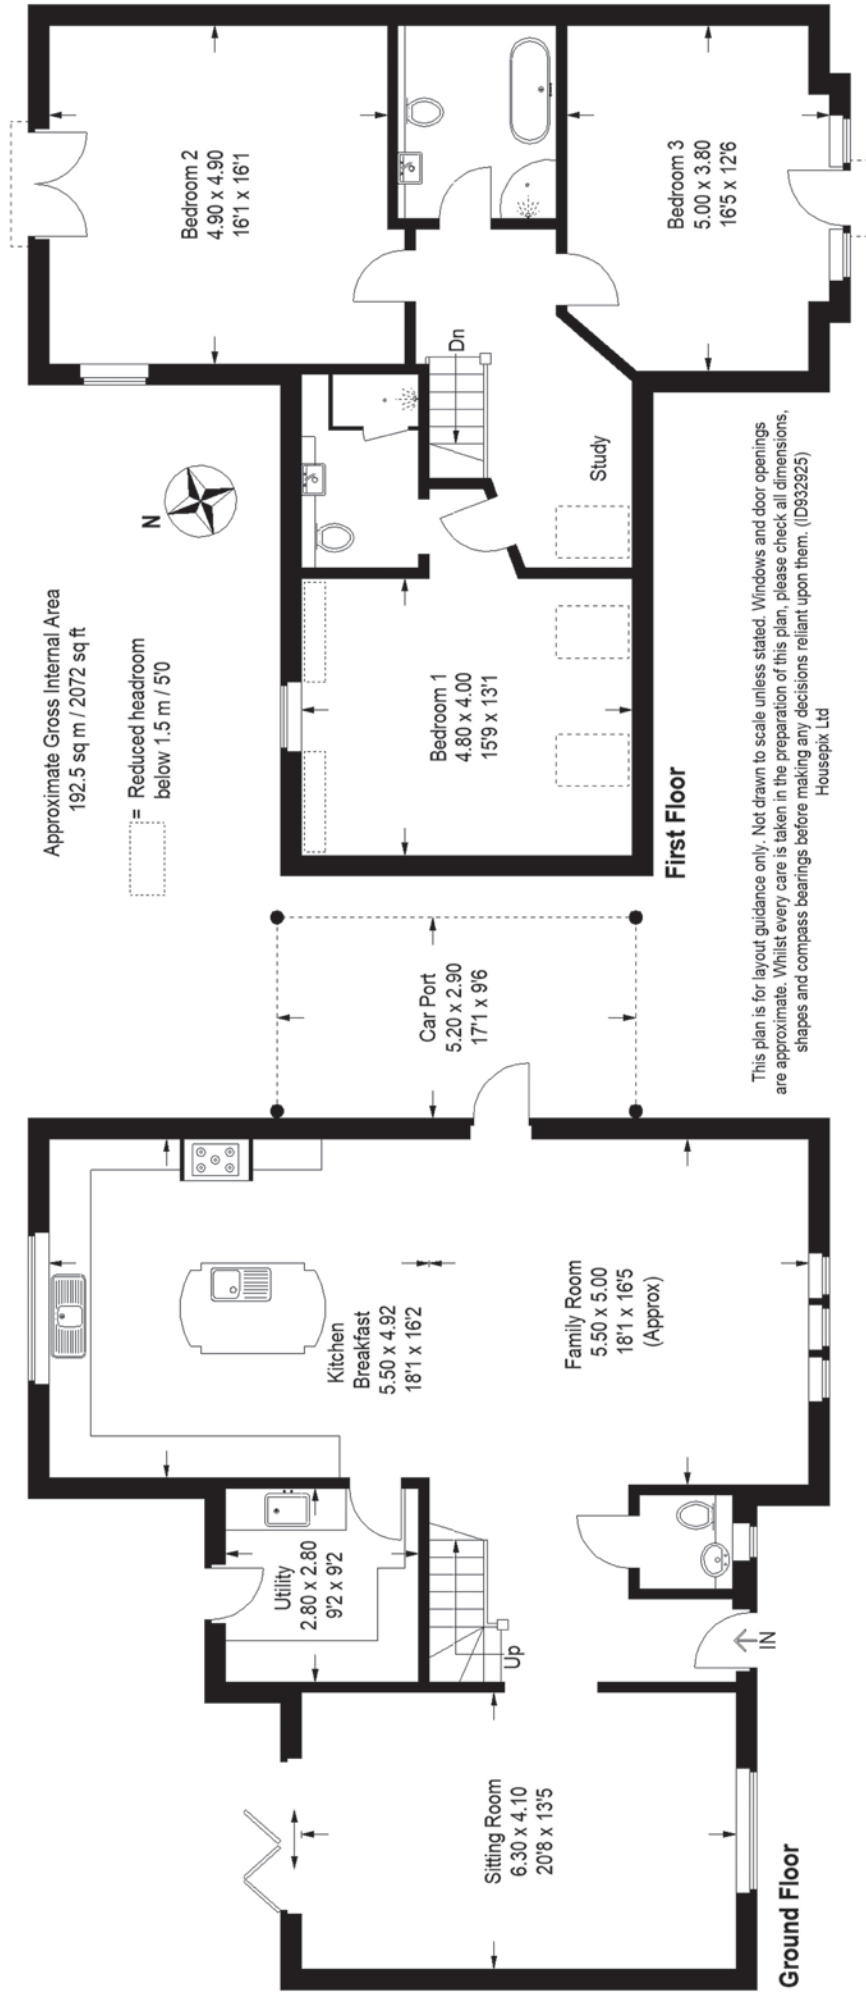 Approximate Gross Internal Area
192.5 sq m / 2072 sq ft
= Reduced headroom
below 1.5 m / 5'0
N
Sitting Room
6.30 x 4.10
20'8 x 13'5
Utility
2.80 x 2.80
9'2 x 9'2
Up
IN
Kitchen
Breakfast
5.50 x 4.92
18'1 x 16'2
Family Room
5.50 x 5.00
18'1 x 16'5
(Approx)
Car Port
5.20 x 2.90
17'1 x 9'6
Ground Floor
Bedroom 1
4.80 x 4.00
15'9 x 13'1
Study
Dn
Bedroom 2
4.90 x 4.90
16'1 x 16'1
Bedroom 3
5.00 x 3.80
16'5 x 12'6
First Floor
This plan is for layout guidance only. Not drawn to scale unless stated. Windows and door openings
are approximate. Whilst every care is taken in the preparation of this plan, please check all dimensions,
shapes and compass bearings before making any decisions reliant upon them. (ID932925)
Housepix Ltd